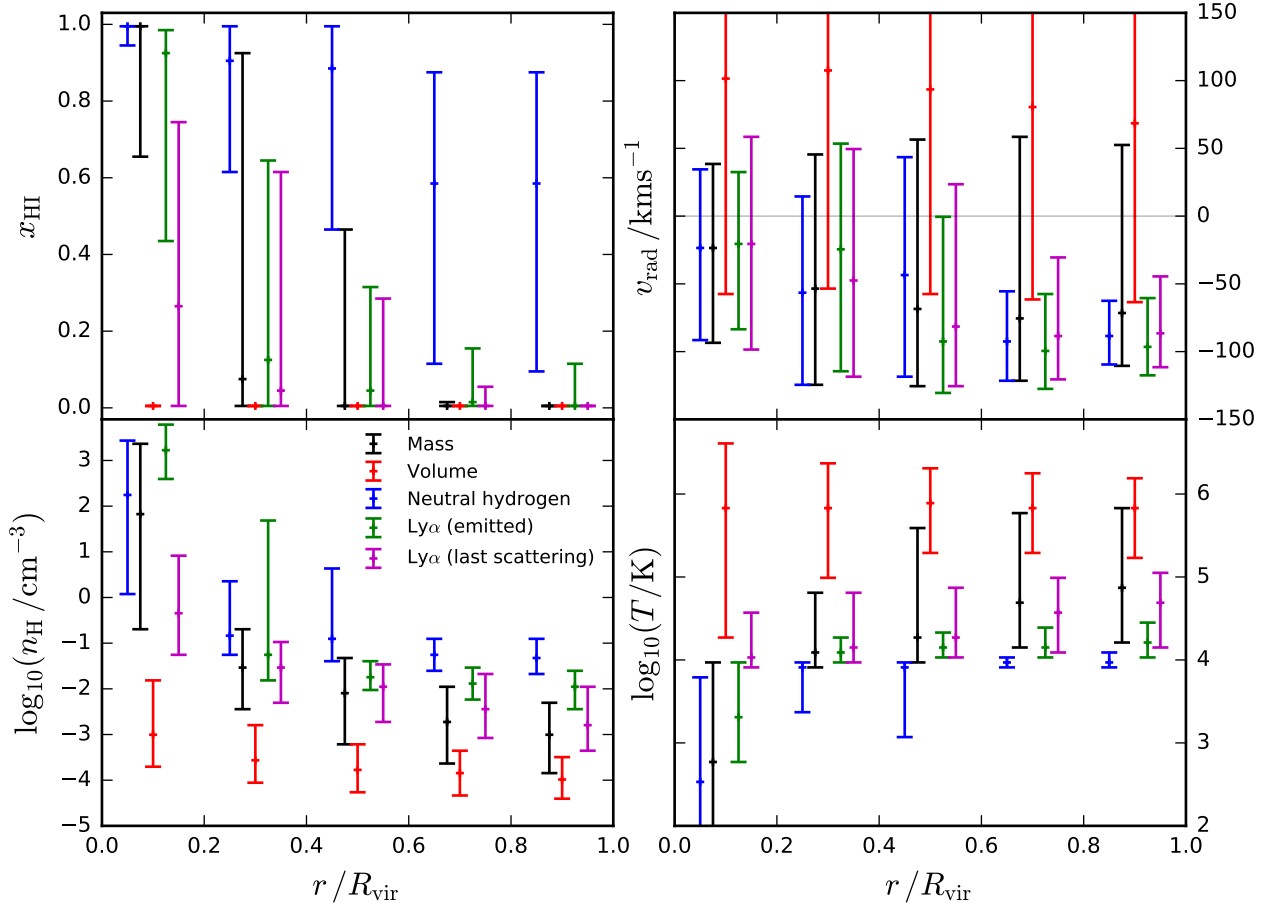 1.0
0.8
0.6
0.4
0.2
0.0
x_HI
150
100
50
0
−50
−100
−150
v_rad /kms^−1
3
2
1
0
−1
−2
−3
−4
−5
log10(n_H /cm^−3)
Mass
Volume
Neutral hydrogen
Lyα (emitted)
Lyα (last scattering)
6
5
4
3
2
log10(T/K)
0.0 0.2 0.4 0.6 0.8 1.0
r/R_vir
0.0 0.2 0.4 0.6 0.8 1.0
r/R_vir